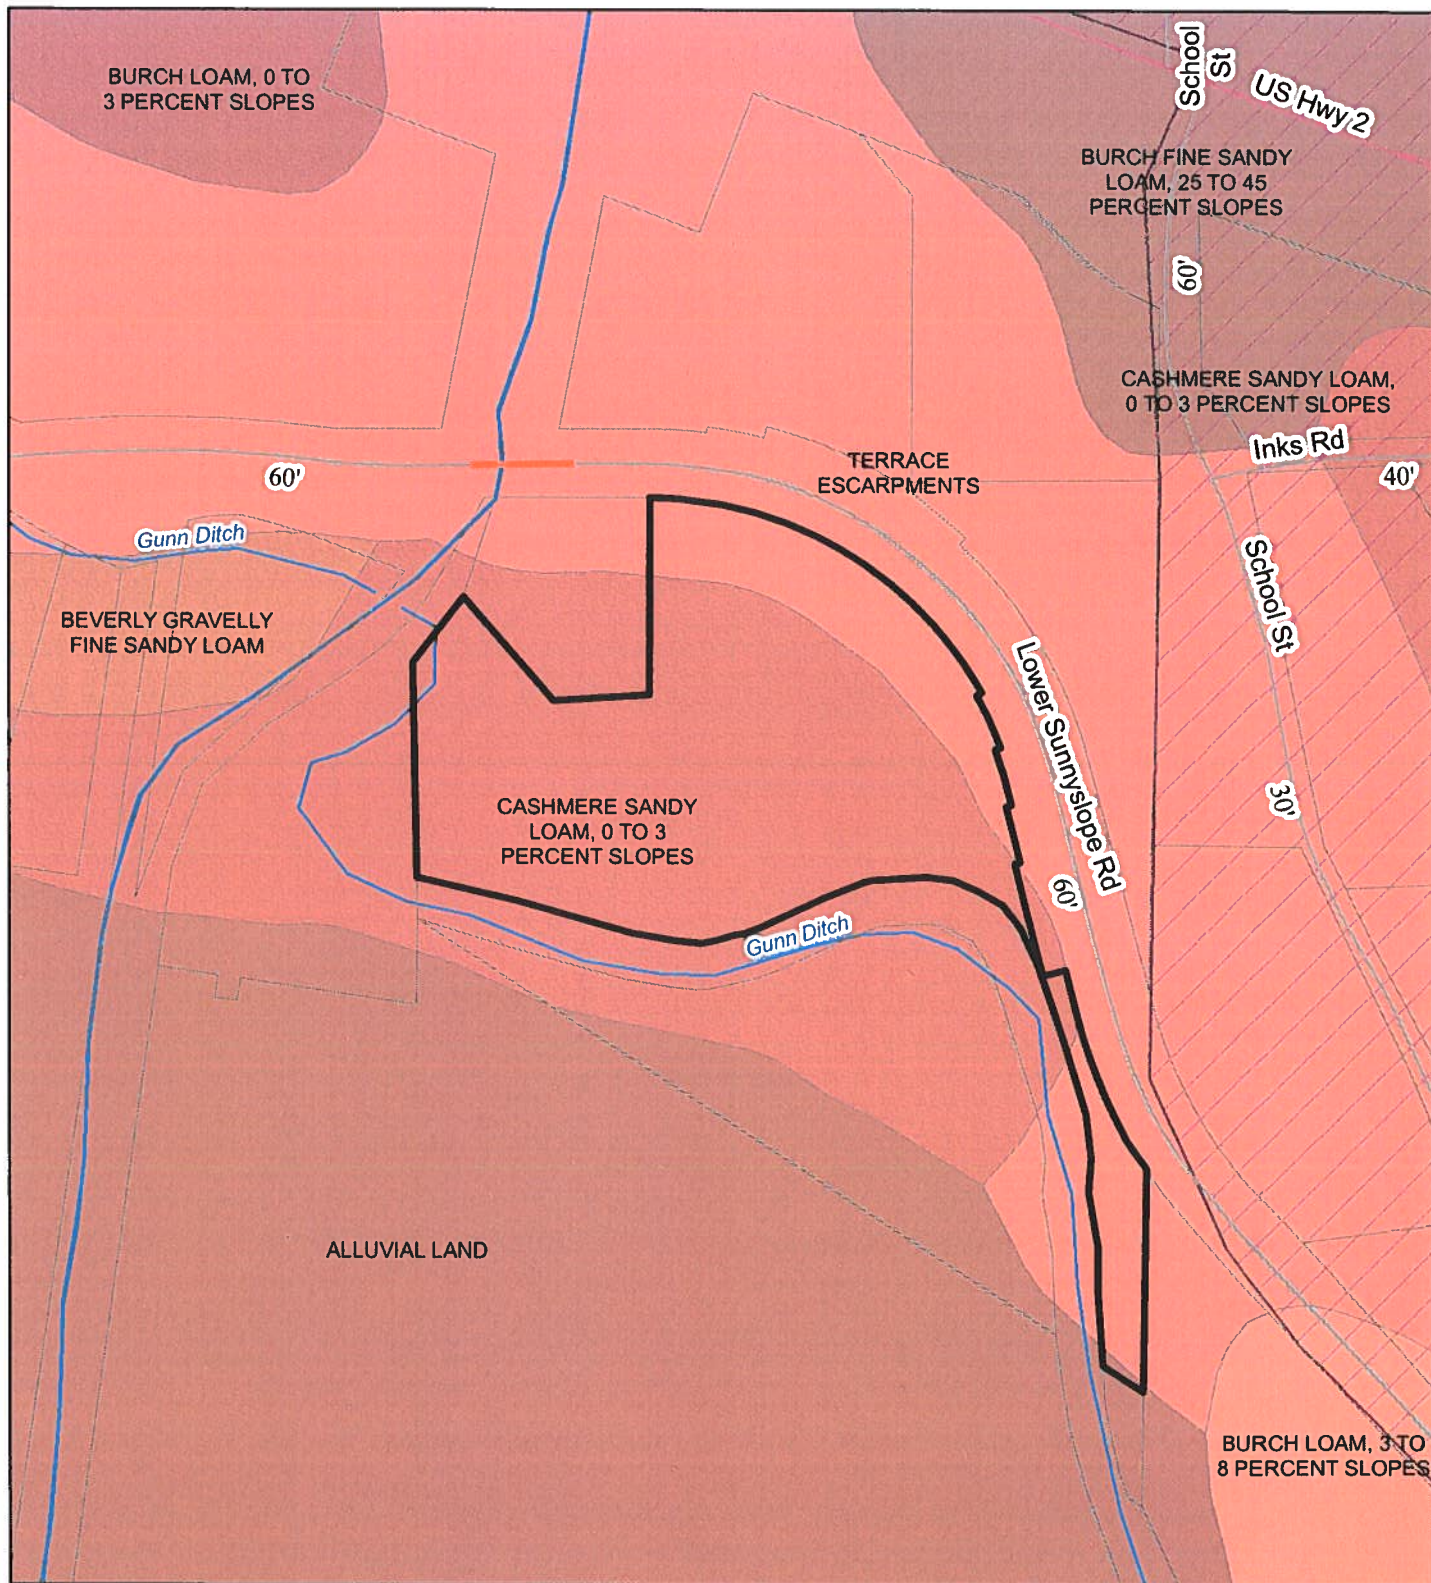 BURCH LOAM, 0 TO
3 PERCENT SLOPES
School
St
US Hwy 2
BURCH FINE SANDY
LOAM, 25 TO 45
PERCENT SLOPES
60'
CASHMERE SANDY LOAM,
0 TO 3 PERCENT SLOPES
Inks Rd
40'
TERRACE
ESCARPMENTS
60'
Gunn Ditch
School St
BEVERLY GRAVELLY
FINE SANDY LOAM
Lower Sunnyslope Rd
30'
CASHMERE SANDY
LOAM, 0 TO 3
PERCENT SLOPES
60'
Gunn Ditch
ALLUVIAL LAND
BURCH LOAM, 3 TO
8 PERCENT SLOPES